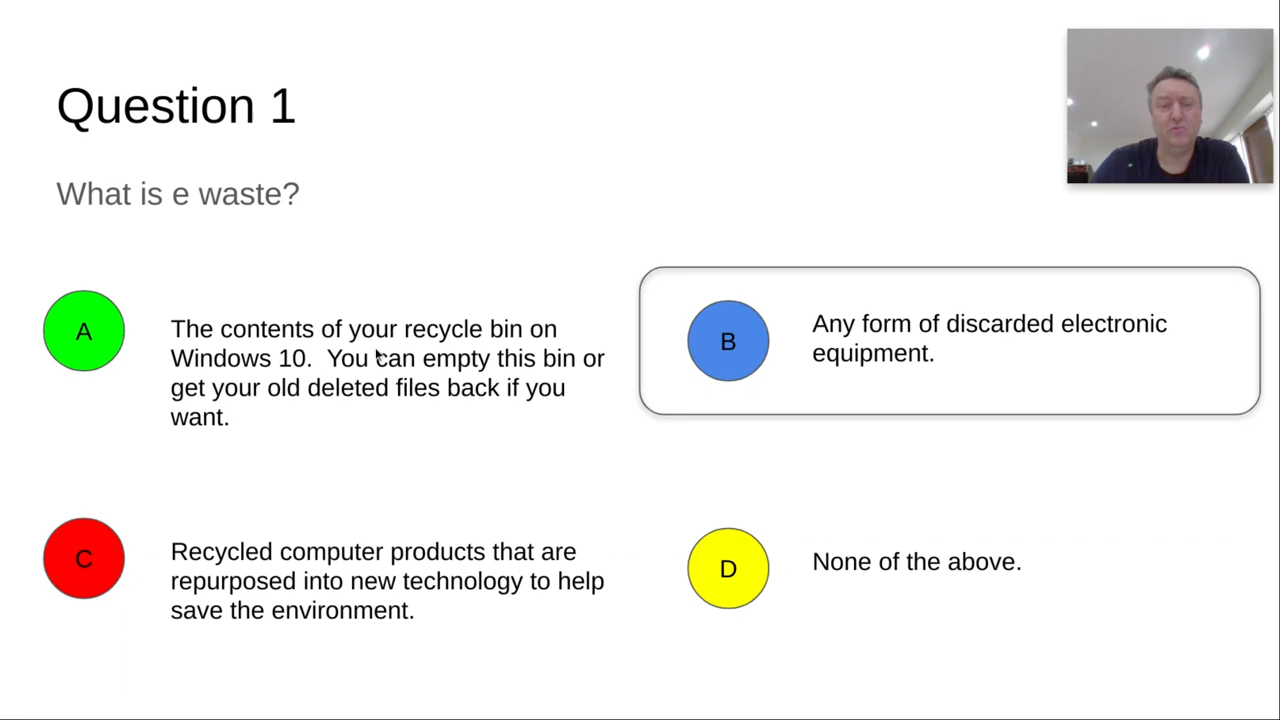 Question 1
What is e waste?
A
The contents of your recycle bin on
Windows 10.  You can empty this bin or
get your old deleted files back if you
want.
B
Any form of discarded electronic
equipment.
C
Recycled computer products that are
repurposed into new technology to help
save the environment.
D
None of the above.